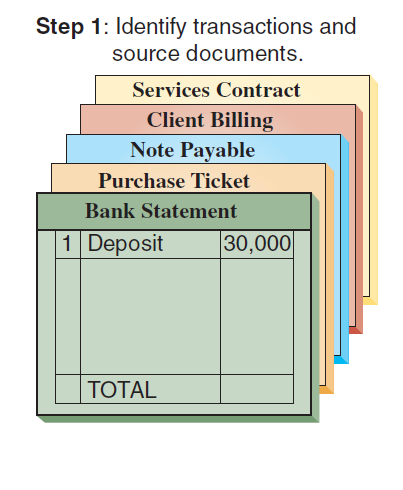 Step 1: Identify transactions and
source documents.
Services Contract
Client Billing
Note Payable
Purchase Ticket
Bank Statement
1 Deposit 30,000
TOTAL